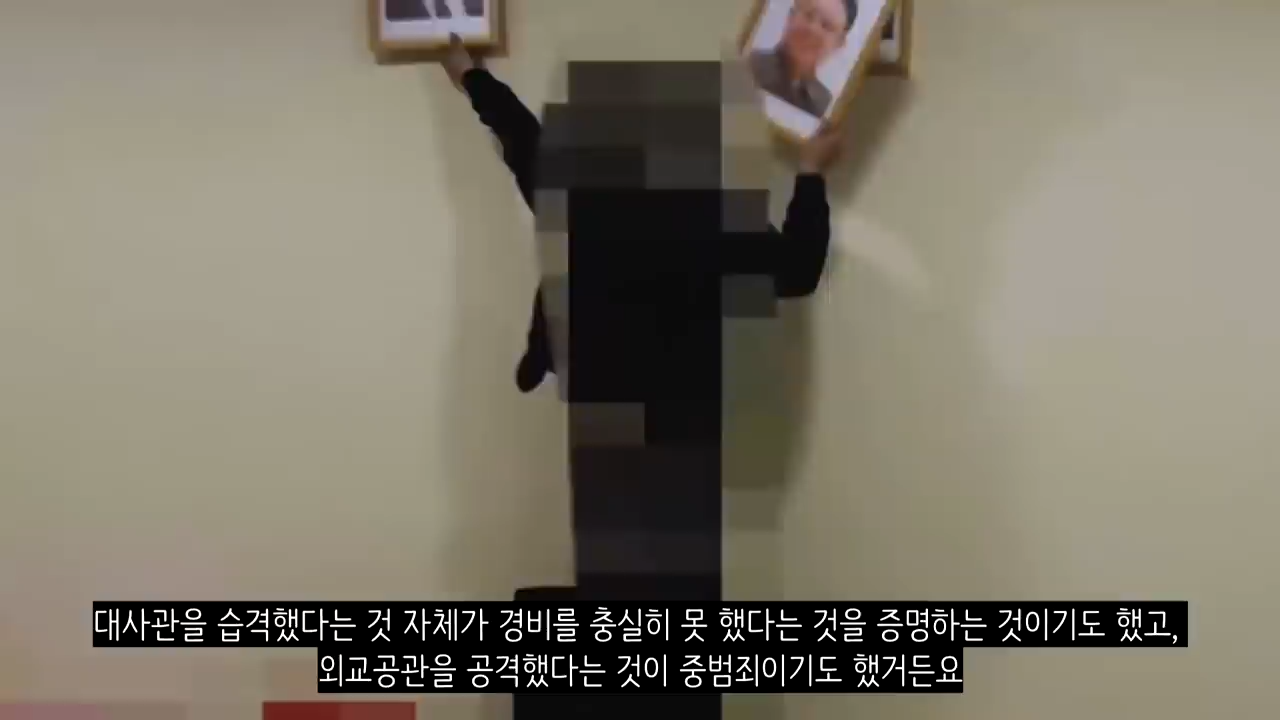 대사관을 습격했다는 것 자체가 경비를 충실히 못 했다는 것을 증명하는 것이기도 했고,
외교공관을 공격했다는 것이 중범죄이기도 했거든요